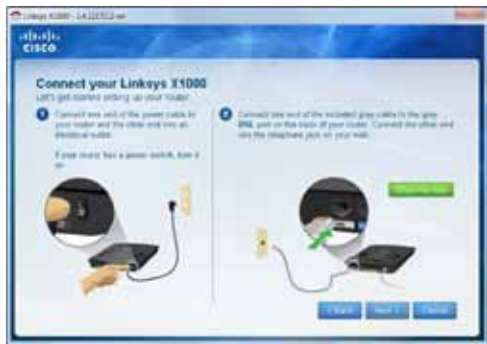 Linksys X1000 -
CISCO
Connect your Linksys X1000
Let's get started setting up your router.
1 Connect one end of the power cable to
your router and the other end into an
electrical outlet.
If your router has a power switch, turn it
on.
2 Connect one end of the included gray cable to the gray
DSL port on the back of your router. Connect the other end
into the telephone jack on your wall.
< Back
Next >
Cancel